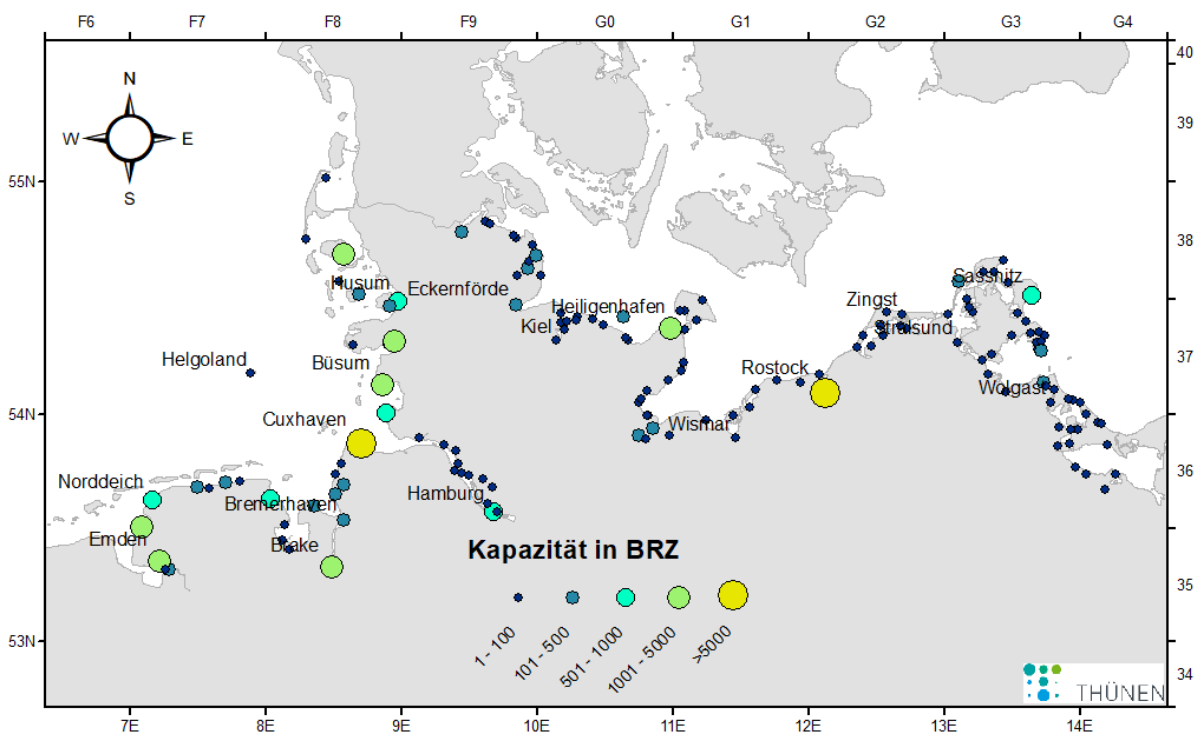 F6 F7 F8 F9 G0 G1 G2 G3 G4
40
N
W E
S
39
55N
38
Husum
Eckernförde
Sassnitz
Zingst
Heiligenhafen
Kiel
Stralsund
Helgoland
Büsum
Rostock
37
Wolgast
54N
Cuxhaven
Wismar
36
Norddeich
Hamburg
Bremerhaven
Emden
Brake
35
Kapazität in BRZ
1 - 100
101 - 500
501 - 1000
1001 - 5000
>5000
53N
34
THÜNEN
7E 8E 9E 10E 11E 12E 13E 14E